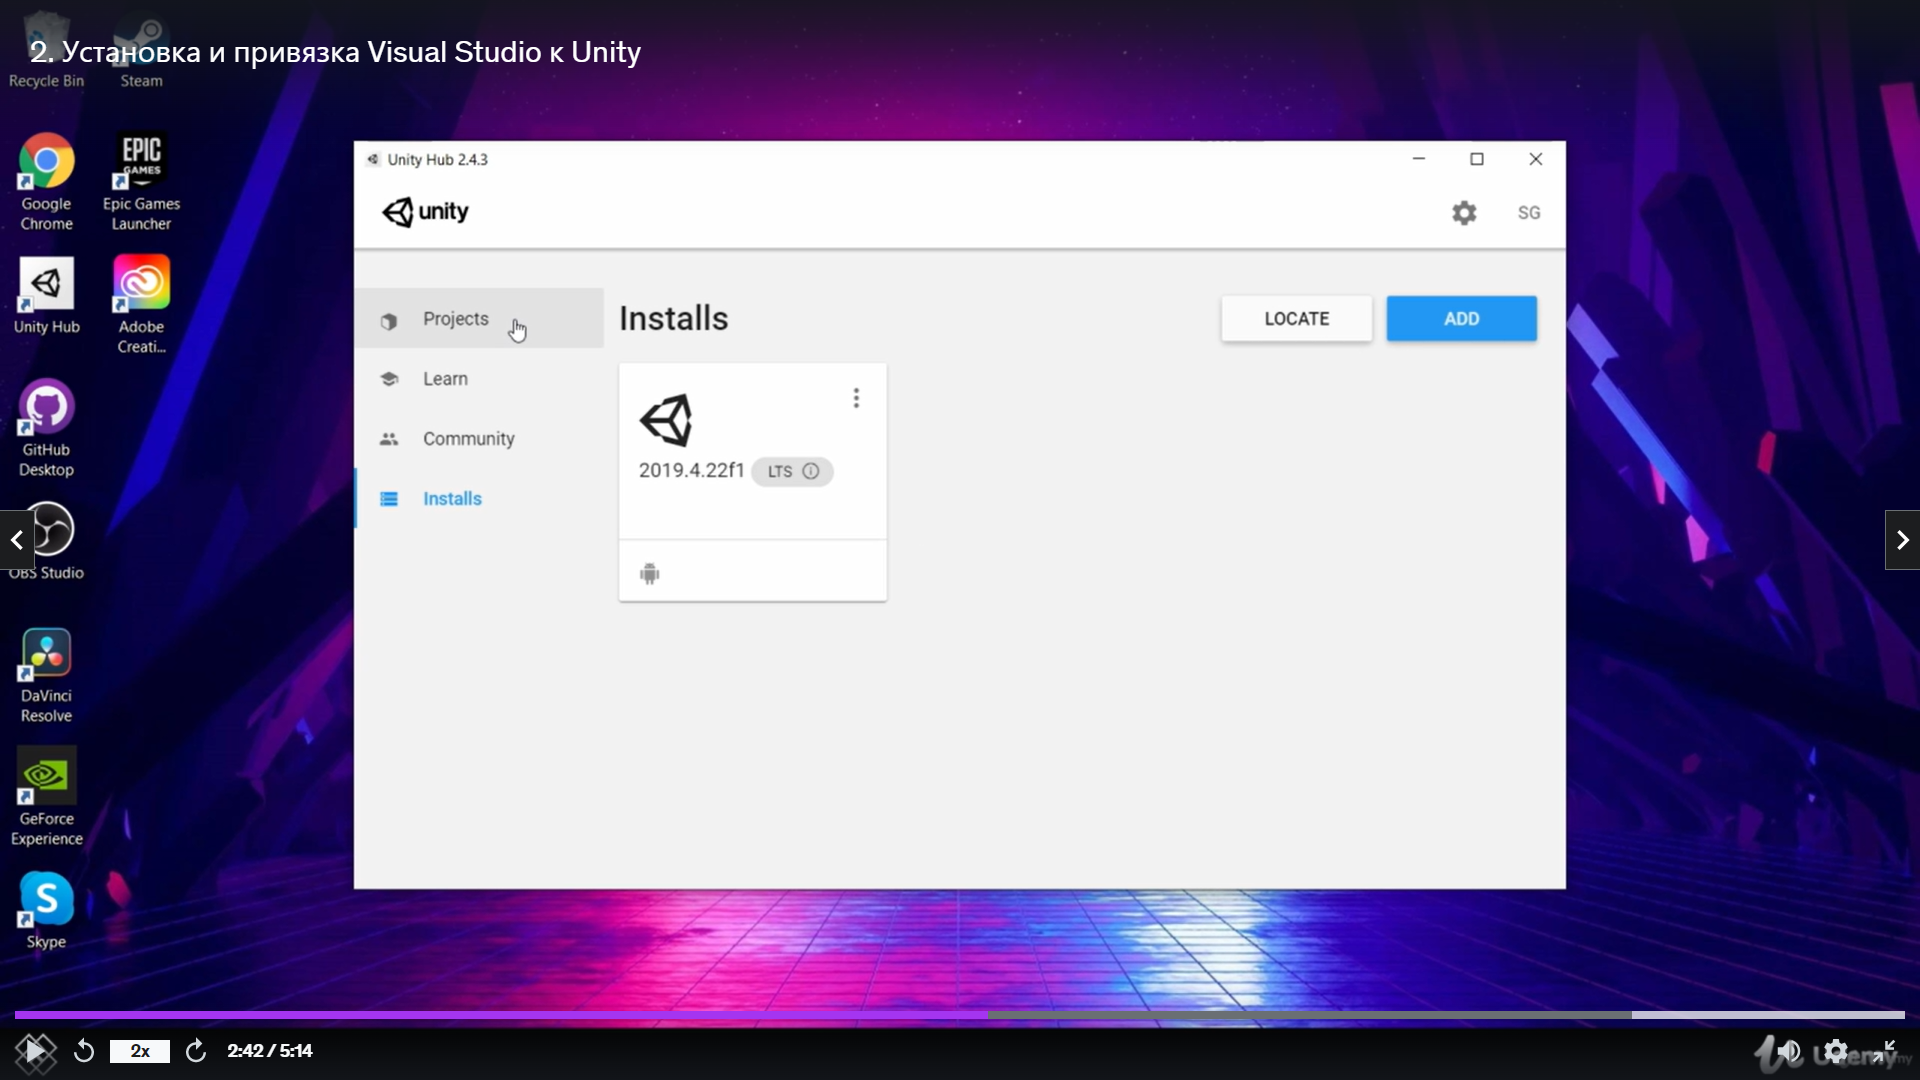 2. Установка и привязка Visual Studio к Unity
Recycle Bin
Steam
Google
Chrome
EPIC
GAMES
Epic Games
Launcher
Unity Hub
Adobe
Creati...
GitHub
Desktop
OBS Studio
DaVinci
Resolve
GeForce
Experience
S
Skype
Unity Hub 2.4.3
unity
SG
Projects
Learn
Community
Installs
Installs
LOCATE
ADD
2019.4.22f1
LTS
2x
2:42 / 5:14
Udemy